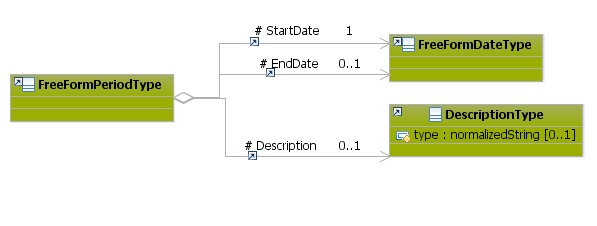 # StartDate 1
FreeFormDateType
# EndDate 0..1
FreeFormPeriodType
DescriptionType
type : normalizedString [0..1]
# Description 0..1